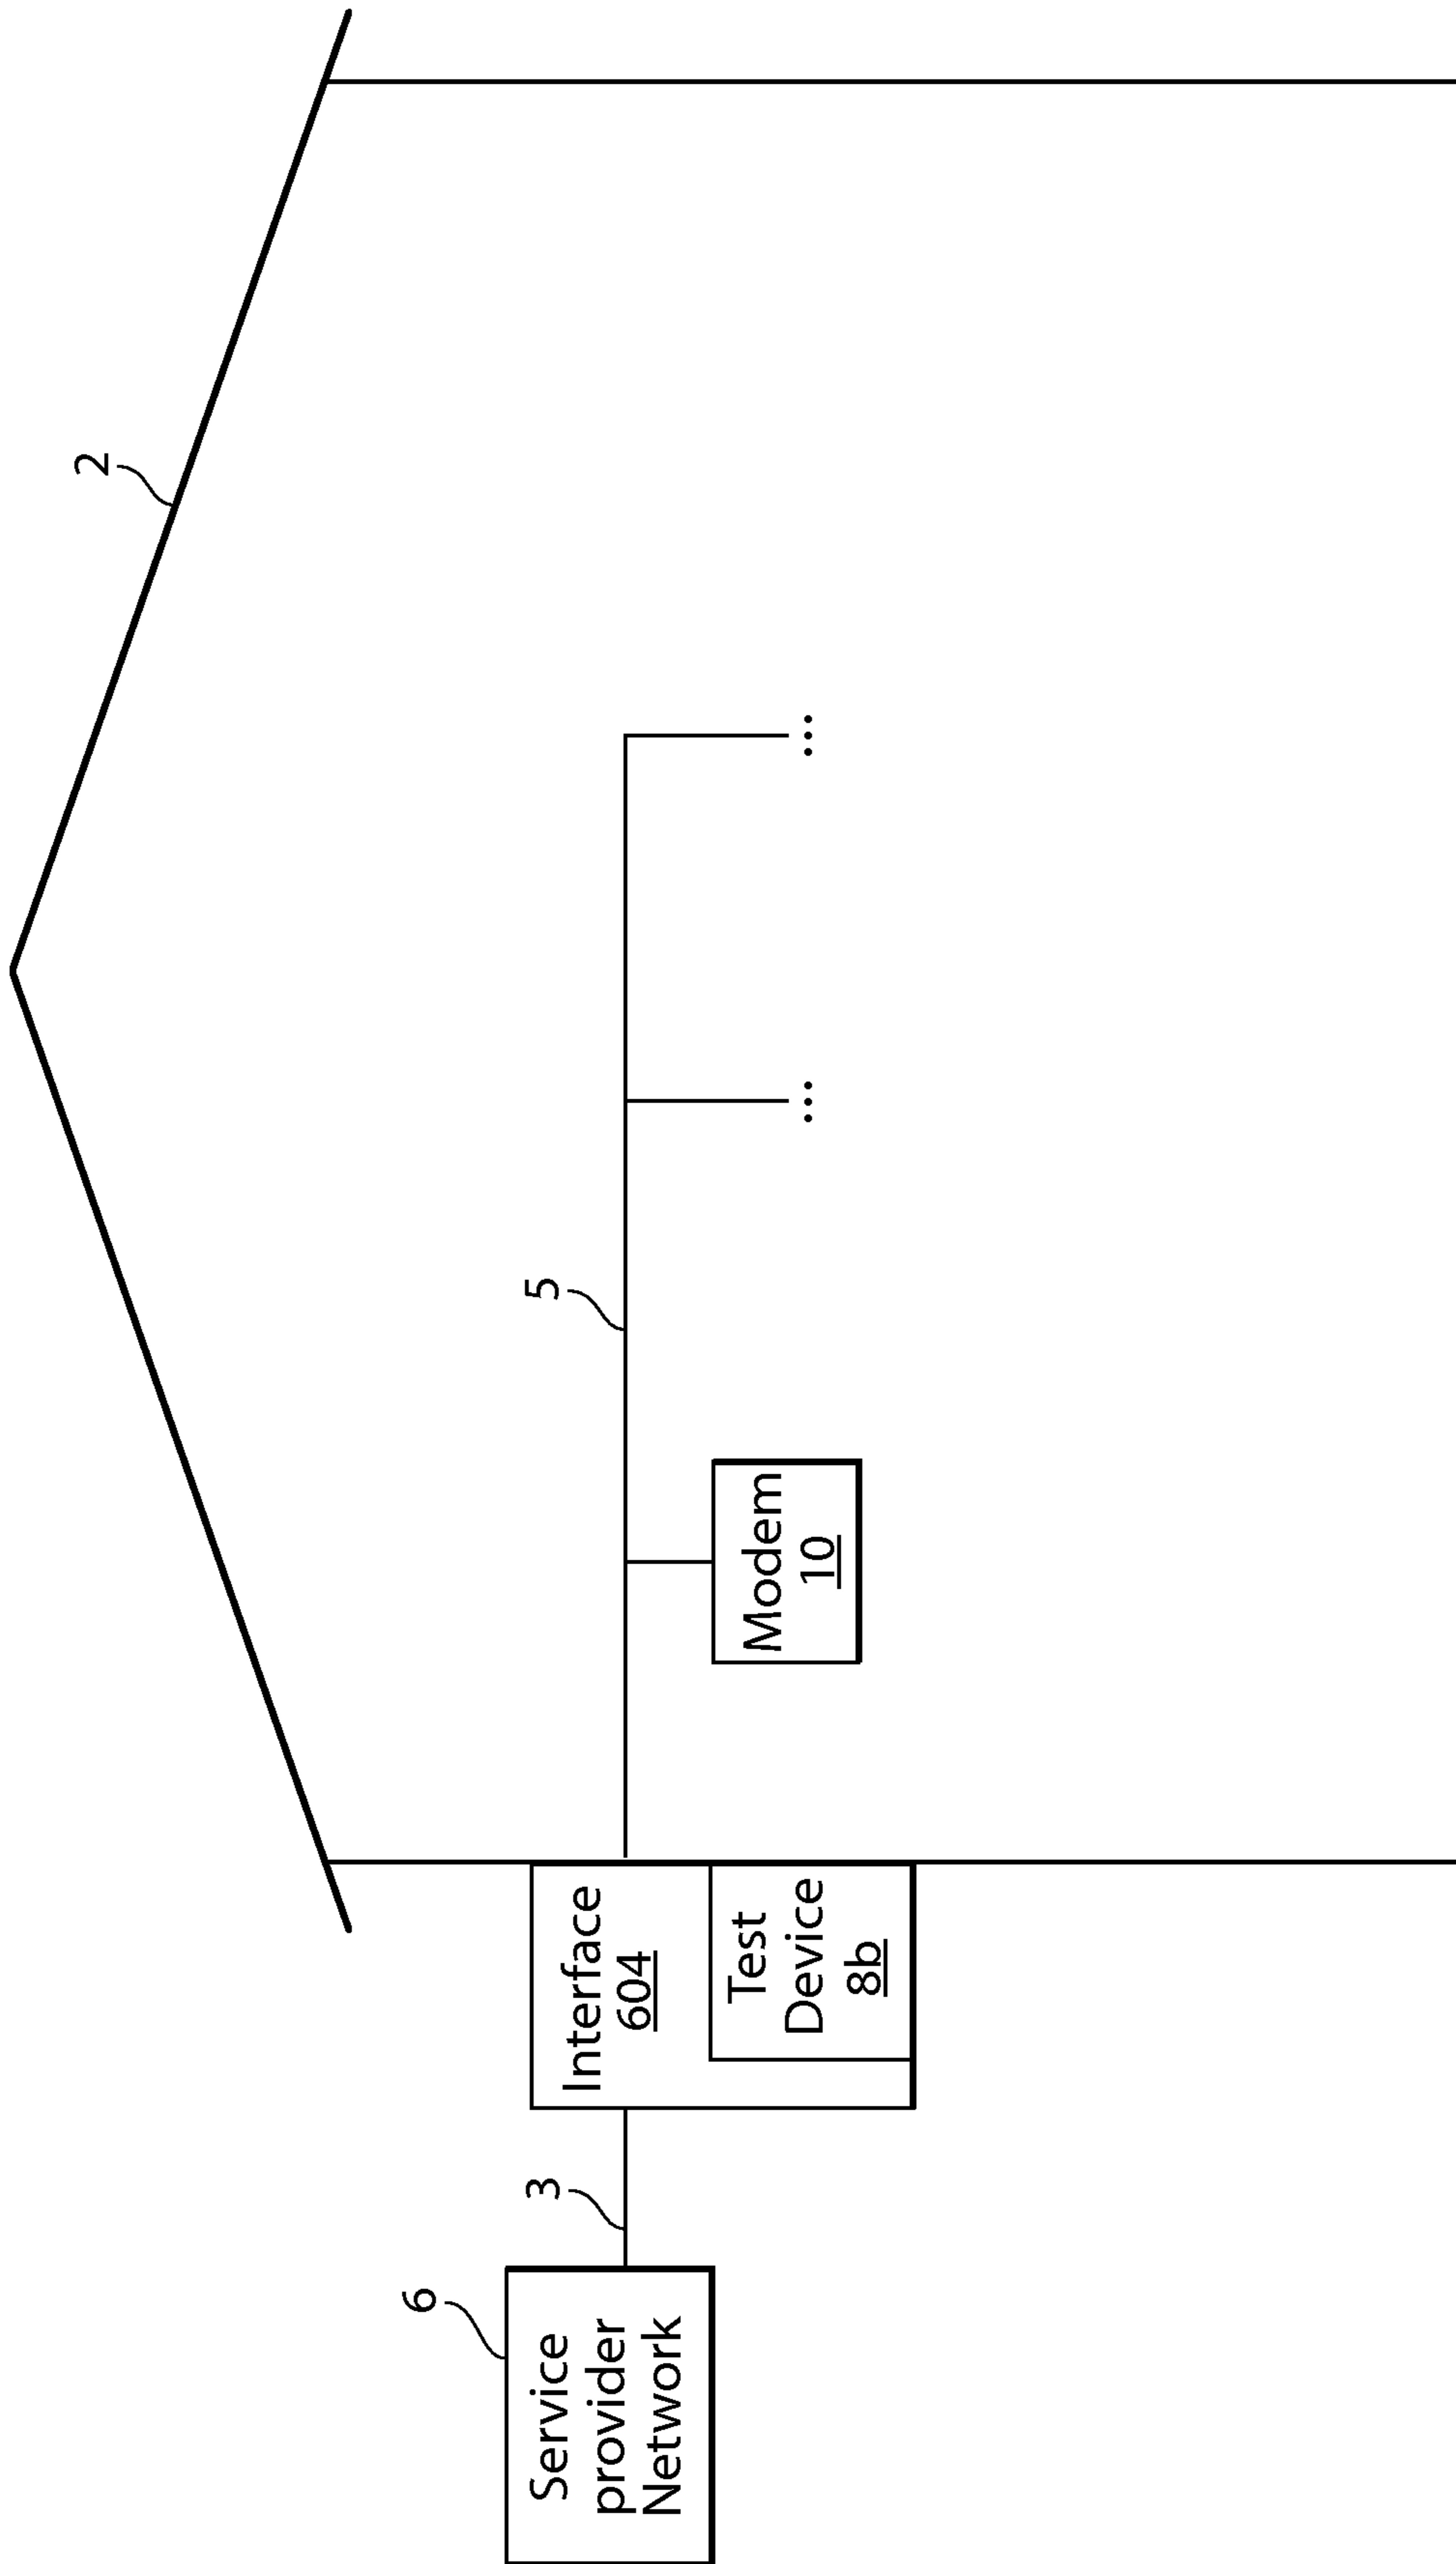 2
5
3
6
Service
provider
Network
Interface
604
Test
Device
8b
Modem
10
...
...